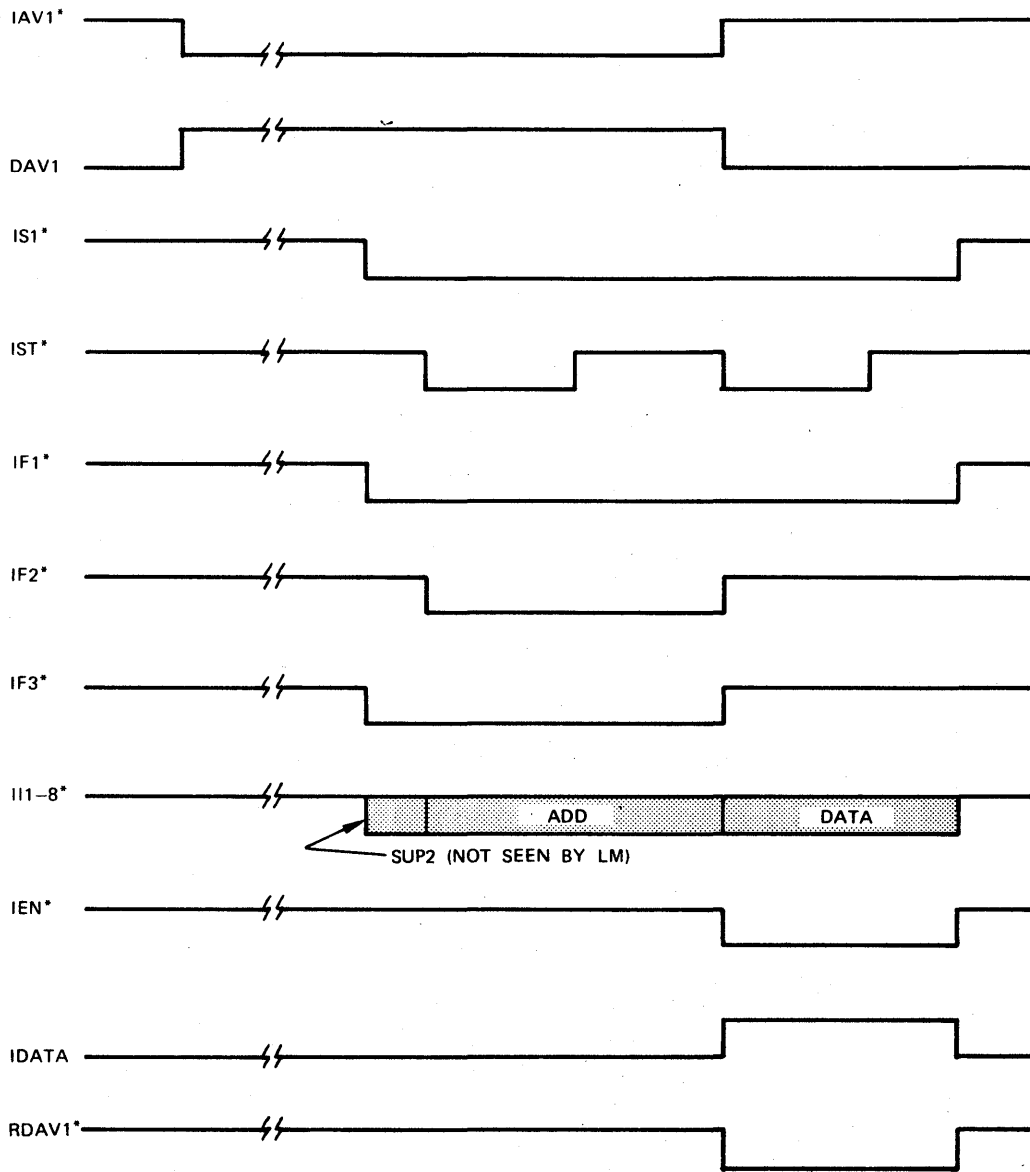 IAV1*
DAV1
IS1*
IST*
IF1*
IF2*
IF3*
II1–8*
ADD
DATA
SUP2 (NOT SEEN BY LM)
IEN*
IDATA
RDAV1*